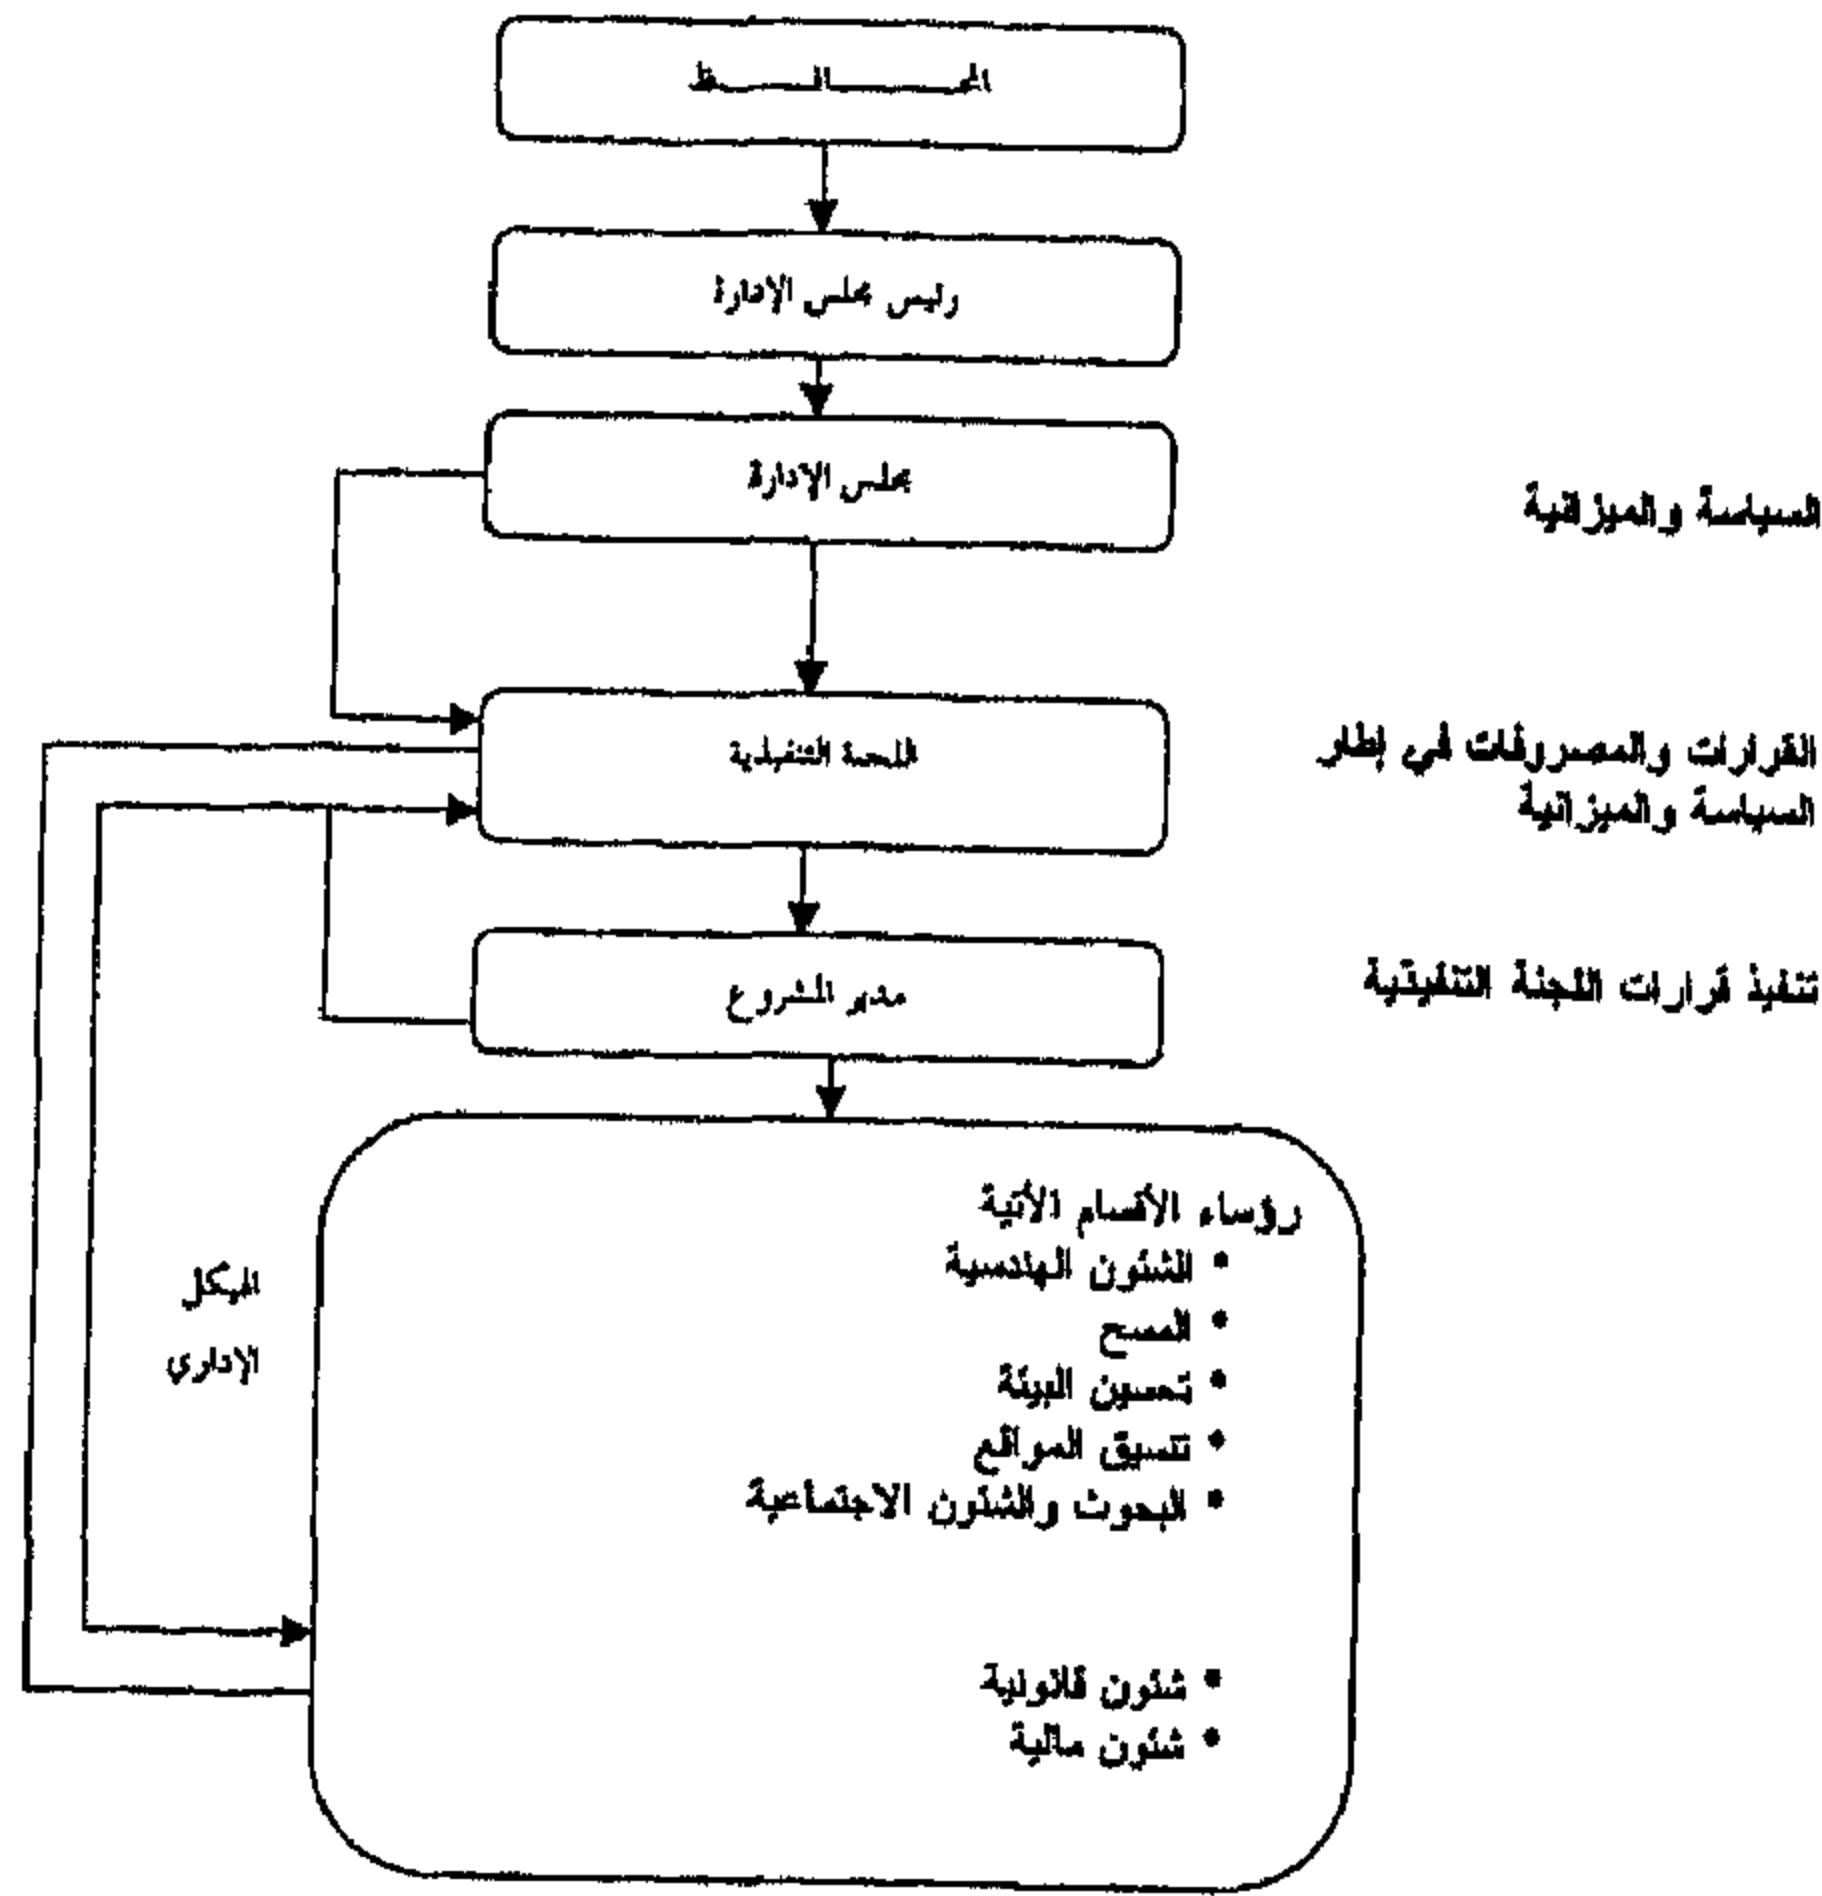 المحافظ
رئيس مجلس الإدارة
مجلس الإدارة
السياسة والميزانية
اللجنة التنفيذية
القرارات والمصروفات في إطار
السياسة والميزانية
مدير المشروع
تنفيذ قرارات اللجنة التنفيذية
رؤساء الأقسام الآتية
• الشئون الهندسية
• المسح
• تحسين البيئة
• تنسيق المواقع
• البحوث والشئون الاجتماعية
• شئون قانونية
• شئون مالية
الهيكل
الإداري